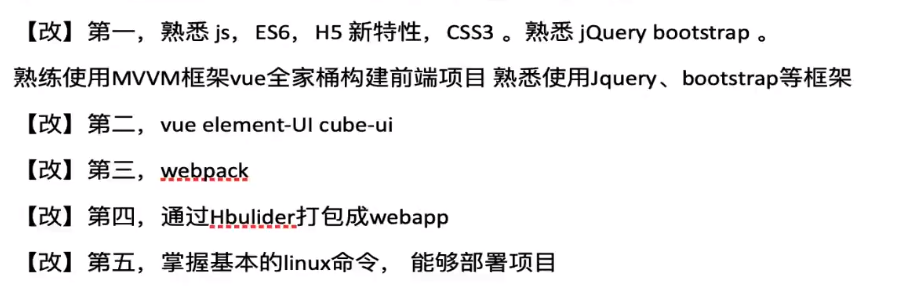 【改】第一，熟悉 js，ES6，H5 新特性，CSS3 。熟悉 jQuery bootstrap 。
熟练使用MVVM框架vue全家桶构建前端项目 熟悉使用Jquery、bootstrap等框架
【改】第二，vue element-UI cube-ui
【改】第三，webpack
【改】第四，通过Hbulider打包成webapp
【改】第五，掌握基本的linux命令， 能够部署项目